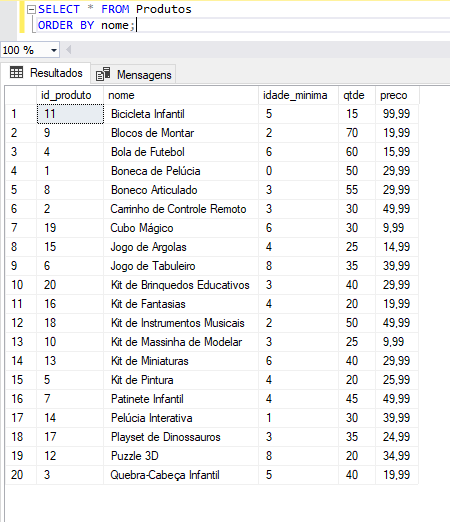 SELECT * FROM Produtos
ORDER BY nome;
100 %
Resultados Mensagens
id_produto nome idade_minima qtde preco
1 11 Bicicleta Infantil 5 15 99,99
2 9 Blocos de Montar 2 70 19,99
3 4 Bola de Futebol 6 60 15,99
4 1 Boneca de Pelúcia 0 50 29,99
5 8 Boneco Articulado 3 55 29,99
6 2 Carrinho de Controle Remoto 3 30 49,99
7 19 Cubo Mágico 6 30 9,99
8 15 Jogo de Argolas 4 25 14,99
9 6 Jogo de Tabuleiro 8 35 39,99
10 20 Kit de Brinquedos Educativos 3 40 29,99
11 16 Kit de Fantasias 4 20 19,99
12 18 Kit de Instrumentos Musicais 2 50 49,99
13 10 Kit de Massinha de Modelar 3 25 9,99
14 13 Kit de Miniaturas 6 40 29,99
15 5 Kit de Pintura 4 20 25,99
16 7 Patinete Infantil 4 45 49,99
17 14 Pelúcia Interativa 1 30 39,99
18 17 Playset de Dinossauros 3 35 24,99
19 12 Puzzle 3D 8 20 34,99
20 3 Quebra-Cabeça Infantil 5 40 19,99